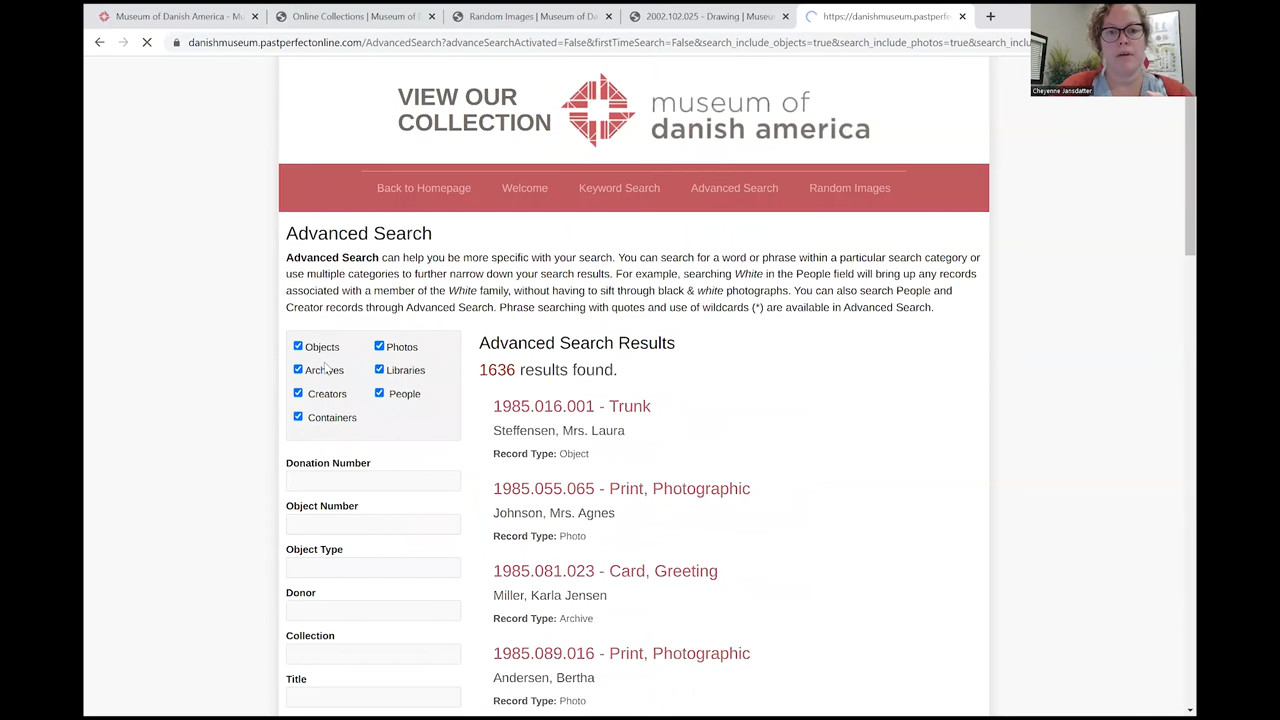 Museum of Danish America - Mu
Online Collections | Museum of D
Random Images | Museum of Da
2002.102.025 - Drawing | Museu
https://danishmuseum.pastperfe
danishmuseum.pastperfectonline.com/AdvancedSearch?advanceSearchActivated=False&firstTimeSearch=False&search_include_objects=true&search_include_photos=true&search_inclu
Cheyenne Jansdatter
VIEW OUR
COLLECTION
museum of
danish america
Back to Homepage
Welcome
Keyword Search
Advanced Search
Random Images
Advanced Search
Advanced Search can help you be more specific with your search. You can search for a word or phrase within a particular search category or
use multiple categories to further narrow down your search results. For example, searching White in the People field will bring up any records
associated with a member of the White family, without having to sift through black & white photographs. You can also search People and
Creator records through Advanced Search. Phrase searching with quotes and use of wildcards (*) are available in Advanced Search.
Objects
Photos
Archives
Libraries
Creators
People
Containers
Donation Number
Object Number
Object Type
Donor
Collection
Title
Advanced Search Results
1636 results found.
1985.016.001 - Trunk
Steffensen, Mrs. Laura
Record Type: Object
1985.055.065 - Print, Photographic
Johnson, Mrs. Agnes
Record Type: Photo
1985.081.023 - Card, Greeting
Miller, Karla Jensen
Record Type: Archive
1985.089.016 - Print, Photographic
Andersen, Bertha
Record Type: Photo